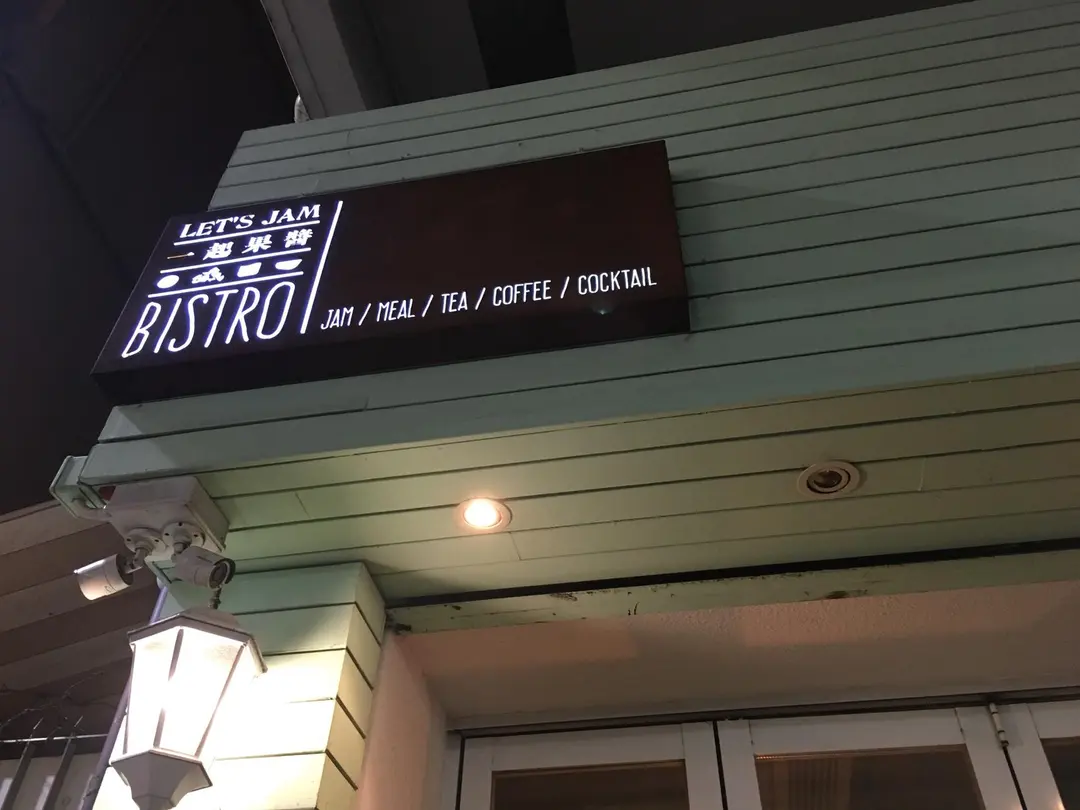 LET'S JAM
一起果醬
BISTRO
JAM / MEAL / TEA / COFFEE / COCKTAIL